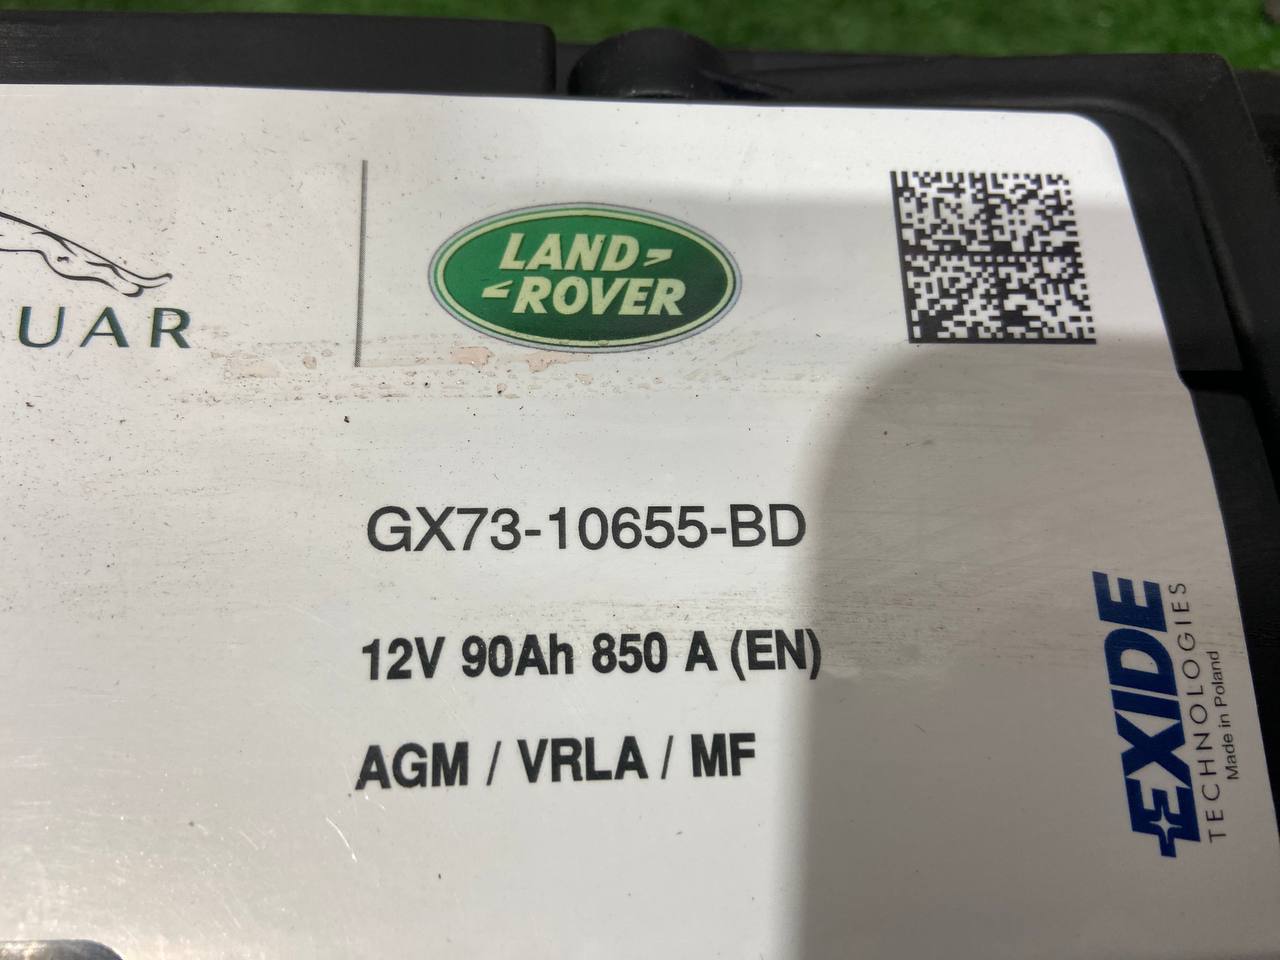 UAR
LAND
ROVER
GX73-10655-BD
12V 90Ah 850 A (EN)
AGM / VRLA / MF
EXIDE
TECHNOLOGIES
Made in Poland